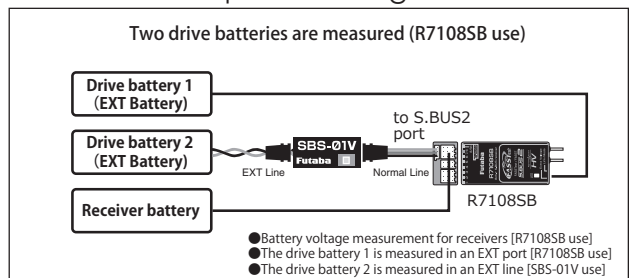 Two drive batteries are measured (R7108SB use)
Drive battery 1
(EXT Battery)
Drive battery 2
(EXT Battery)
Receiver battery
EXT Line
SBS-01V
Futaba
Normal Line
to S.BUS2
port
Futaba
R7108SB
HV
R7108SB
●Battery voltage measurement for receivers [R7108SB use]
●The drive battery 1 is measured in an EXT port [R7108SB use]
●The drive battery 2 is measured in an EXT line [SBS-01V use]